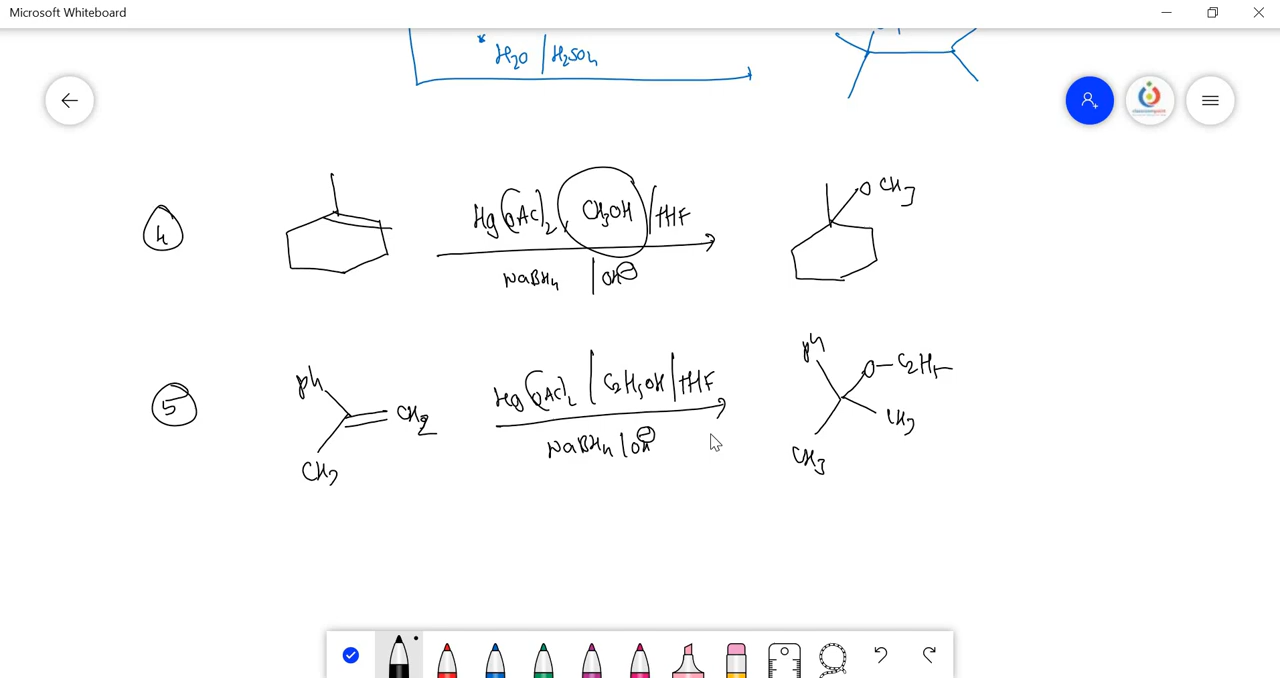 Microsoft Whiteboard
* H2O | H2SO4
4
Hg(OAc)2, CH3OH | THF
NaBH4 | OH⊖
OCH3
5
Ph
CH2
CH3
Hg(OAc)2 | C2H5OH | THF
NaBH4 | OH⊖
Ph
O-C2H5
CH3
CH3